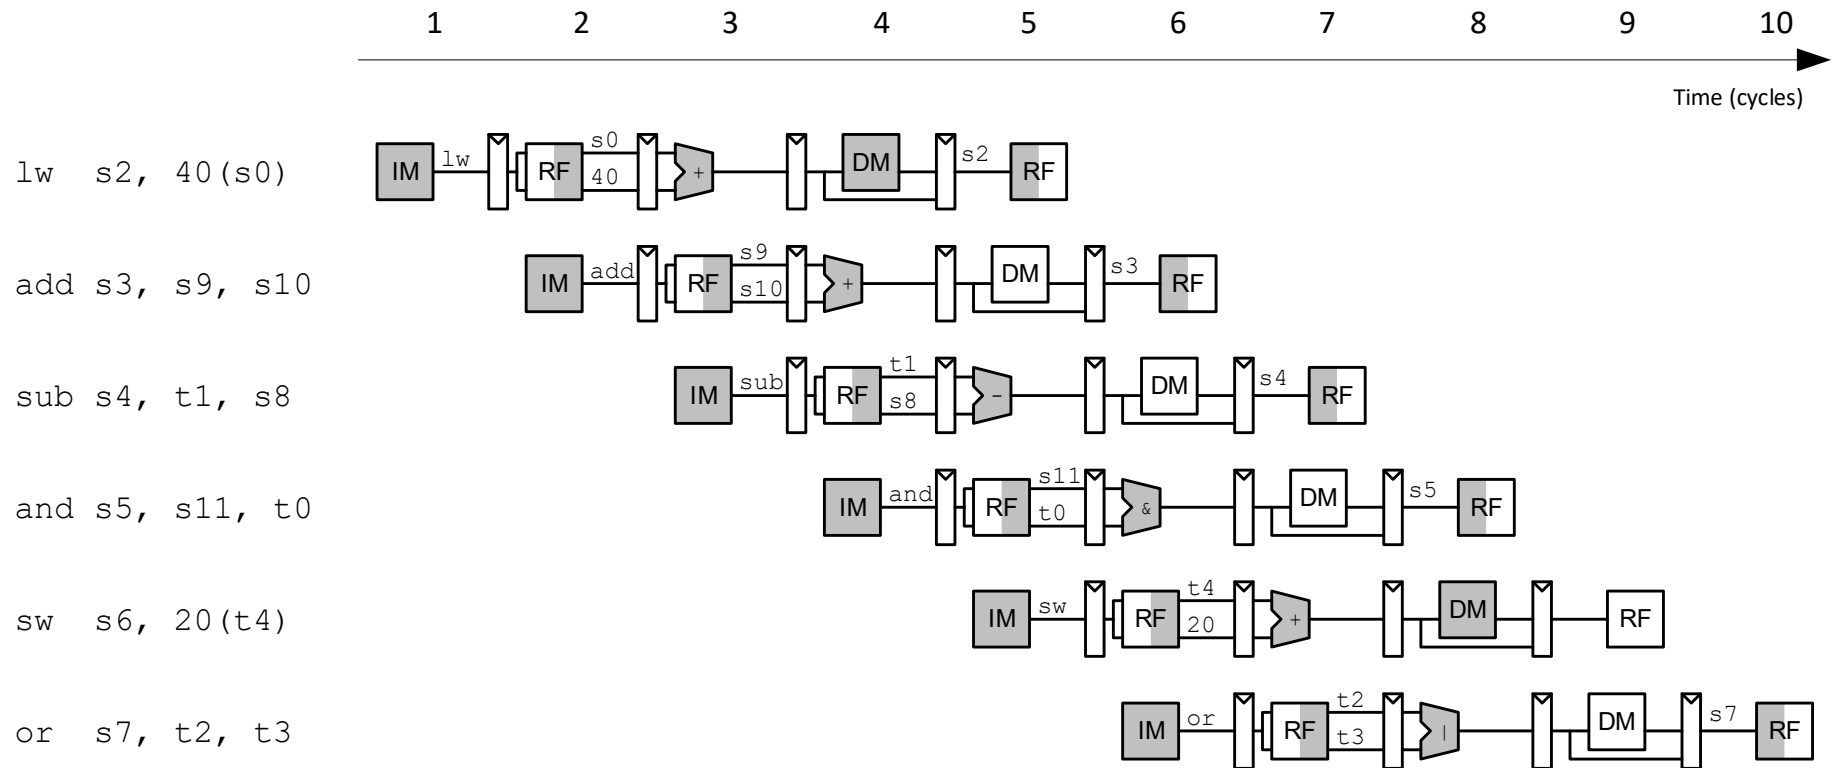 1 2 3 4 5 6 7 8 9 10
Time (cycles)
lw s2, 40(s0) IM lw RF s0 40 + DM s2 RF
add s3, s9, s10 IM add RF s9 s10 + DM s3 RF
sub s4, t1, s8 IM sub RF t1 s8 - DM s4 RF
and s5, s11, t0 IM and RF s11 t0 & DM s5 RF
sw s6, 20(t4) IM sw RF t4 20 + DM RF
or s7, t2, t3 IM or RF t2 t3 | DM s7 RF